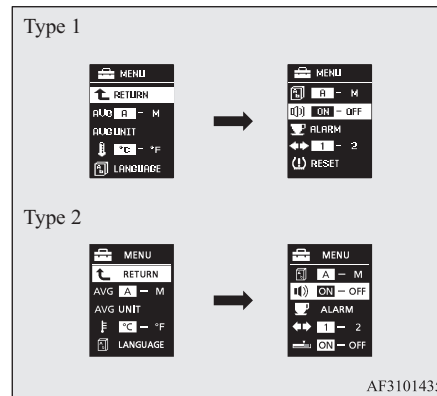 Type 1
MENU
RETURN
AVG A – M
AVG UNIT
°C – °F
LANGUAGE
MENU
A – M
ON – OFF
ALARM
1 – 2
RESET
Type 2
MENU
RETURN
AVG A – M
AVG UNIT
°C – °F
LANGUAGE
MENU
A – M
ON – OFF
ALARM
1 – 2
ON – OFF